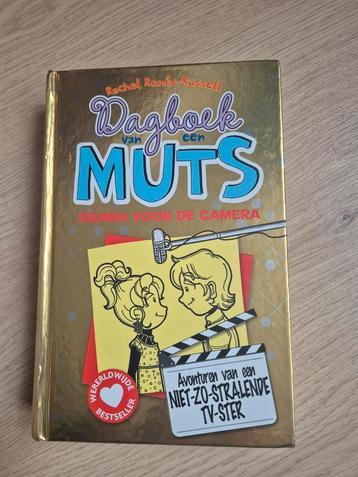 Rachel Renée Russell
Dagboek
van een
MUTS
DRAMA VOOR DE CAMERA
WERELDWIJDE
BESTSELLER
Avonturen van een
NIET-ZO-STRALENDE
TV-STER